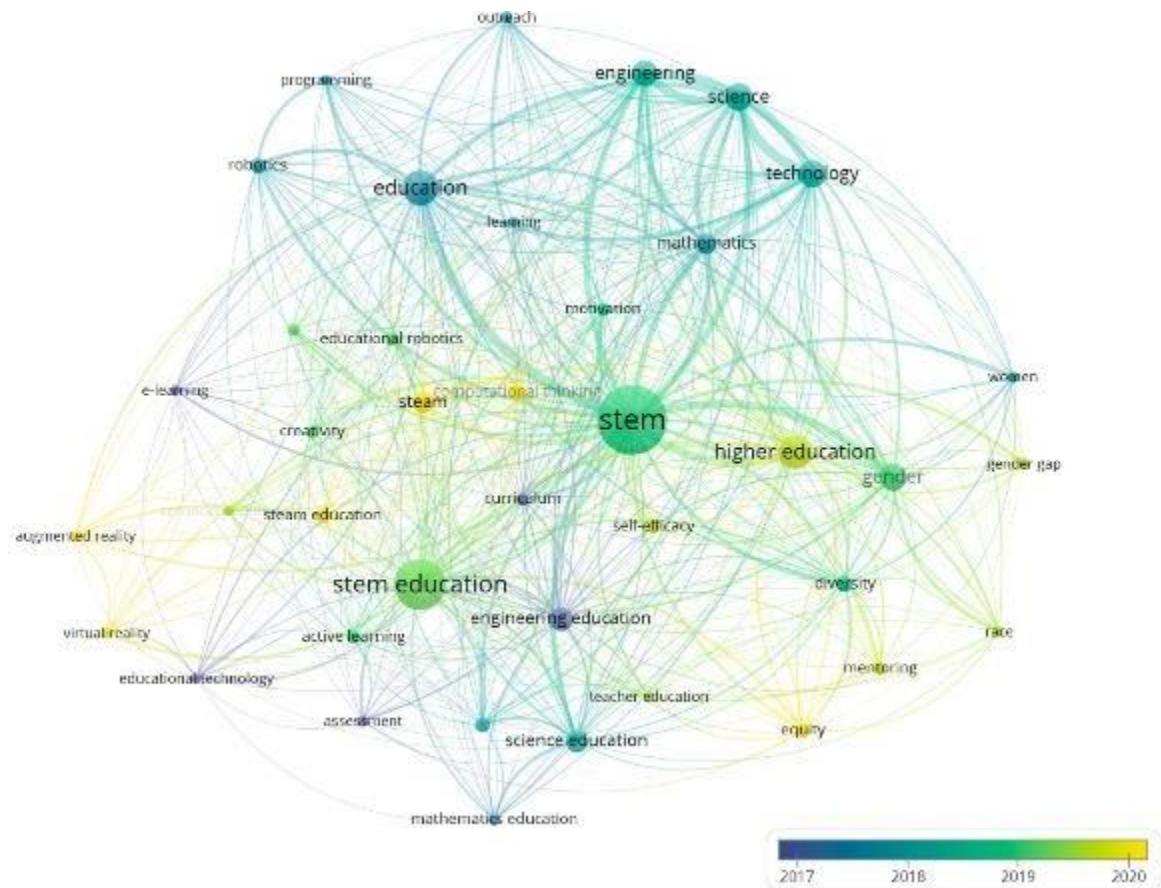 outreach
engineering
programming
science
robotics
technology
education
learning
mathematics
motivation
educational robotics
women
e-learning
computational thinking
steam
stem
creativity
higher education
gender gap
gender
curriculum
steam education
self-efficacy
augmented reality
stem education
diversity
engineering education
virtual reality
active learning
race
mentoring
educational technology
teacher education
assessment
equity
science education
mathematics education
2017
2018
2019
2020